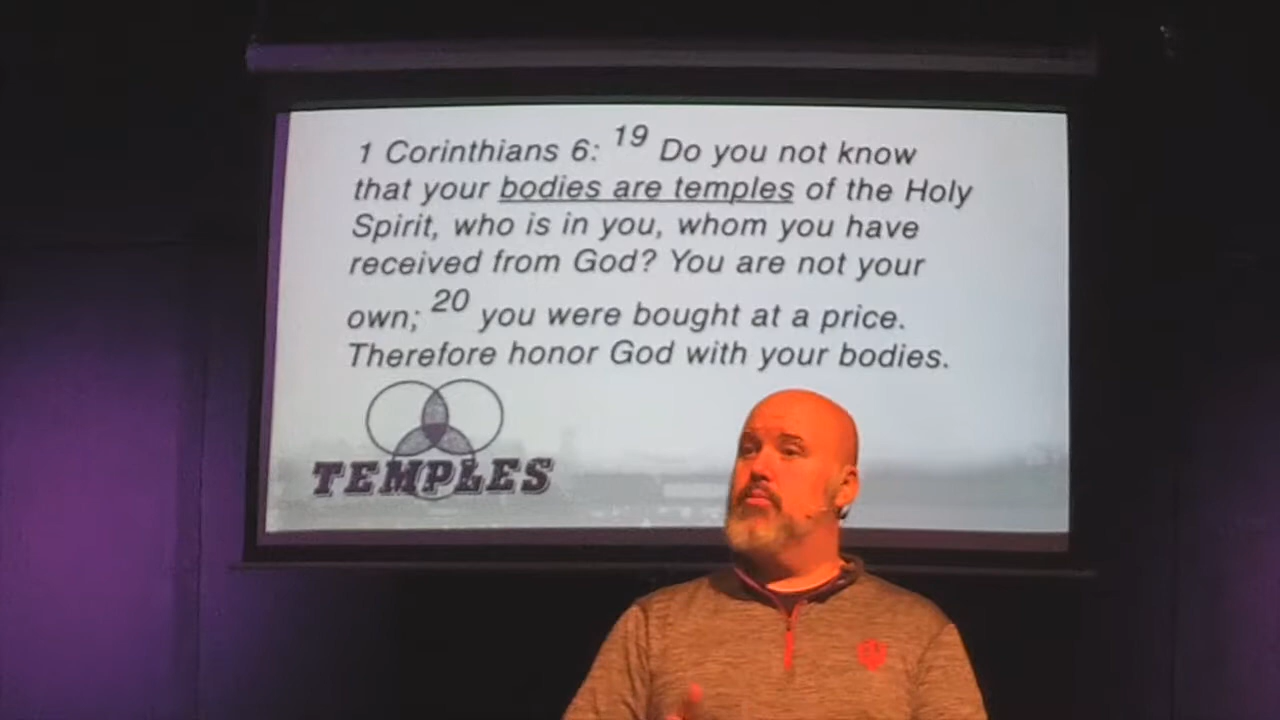 1 Corinthians 6: 19 Do you not know
that your bodies are temples of the Holy
Spirit, who is in you, whom you have
received from God? You are not your
own; 20 you were bought at a price.
Therefore honor God with your bodies.
TEMPLES